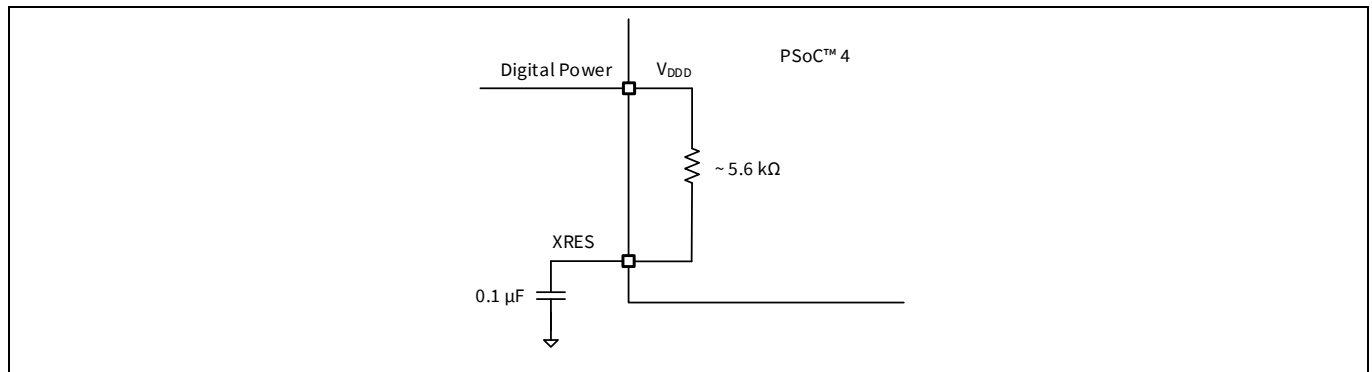 PSoC™ 4
Digital Power
VDDD
~ 5.6 kΩ
XRES
0.1 µF